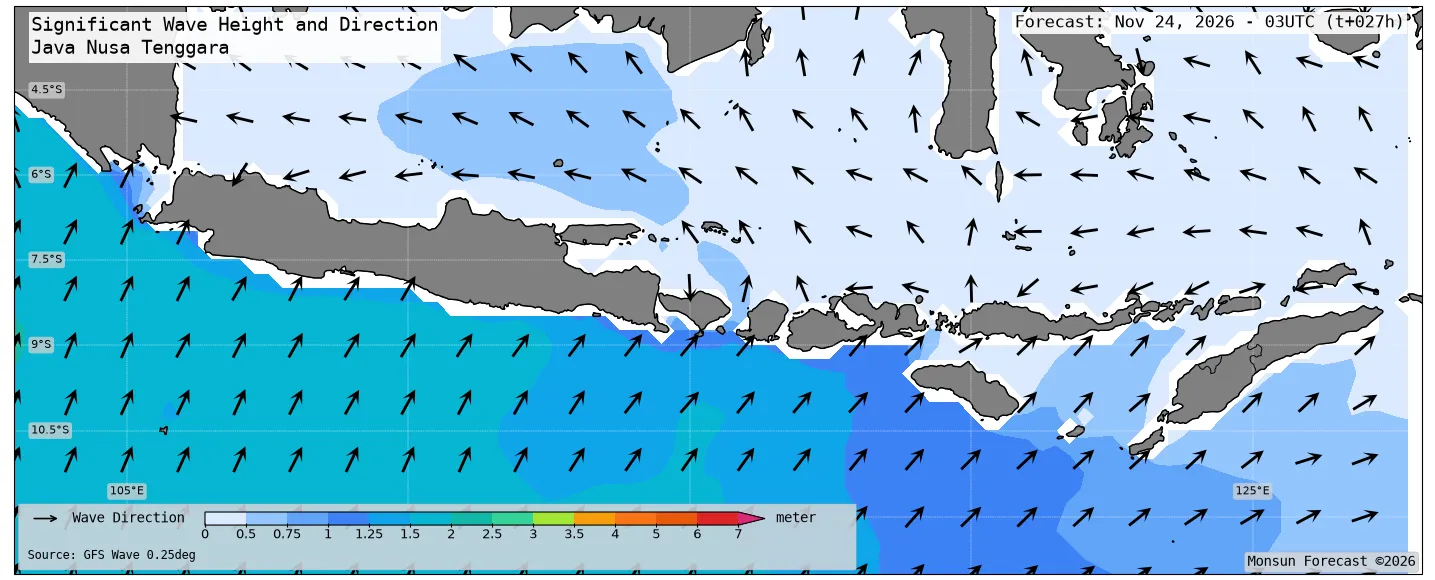 Significant Wave Height and Direction
Java Nusa Tenggara
Forecast: Nov 24, 2026 - 03UTC (t+027h)
4.5°S
6°S
7.5°S
9°S
10.5°S
105°E
125°E
Wave Direction
meter
0 0.5 0.75 1 1.25 1.5 2 2.5 3 3.5 4 5 6 7
Source: GFS Wave 0.25deg
Monsun Forecast ©2026